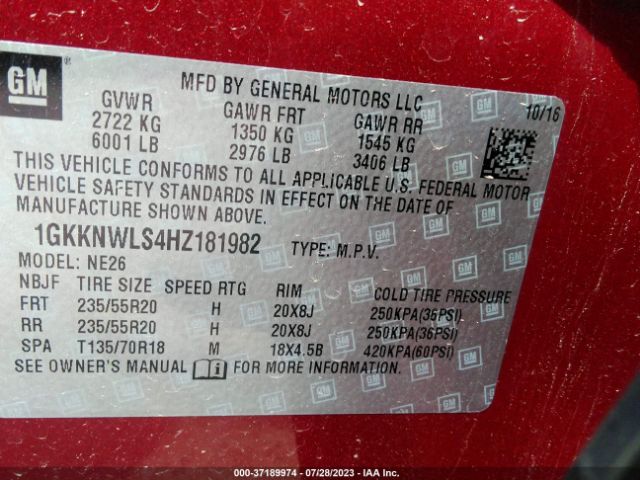 GM ®
MFD BY GENERAL MOTORS LLC
10/16
GVWR GAWR FRT GAWR RR
2722 KG 1350 KG 1545 KG
6001 LB 2976 LB 3406 LB
THIS VEHICLE CONFORMS TO ALL APPLICABLE U.S. FEDERAL MOTOR
VEHICLE SAFETY STANDARDS IN EFFECT ON THE DATE OF
MANUFACTURE SHOWN ABOVE.
1GKKNWLS4HZ181982 TYPE: M.P.V.
MODEL: NE26
NBJF TIRE SIZE SPEED RTG RIM COLD TIRE PRESSURE
FRT 235/55R20 H 20X8J 250KPA(36PSI)
RR 235/55R20 H 20X8J 250KPA(36PSI)
SPA T135/70R18 M 18X4.5B 420KPA(60PSI)
SEE OWNER'S MANUAL FOR MORE INFORMATION.
000-37189974 / 07/28/2023 - IAA Inc.